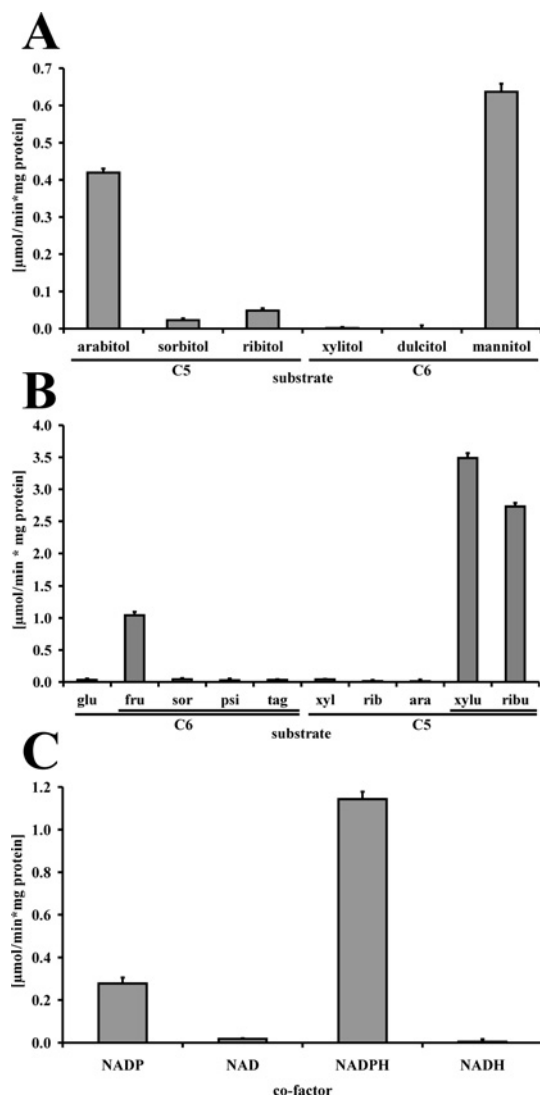 A
[µmol/min*mg protein]
0.7
0.6
0.5
0.4
0.3
0.2
0.1
0.0
arabitol sorbitol ribitol xylitol dulcitol mannitol
C5 C6
substrate
B
[µmol/min * mg protein]
4.0
3.5
3.0
2.5
2.0
1.5
1.0
0.5
0.0
glu fru sor psi tag xyl rib ara xylu ribu
C6 C5
substrate
C
[µmol/min*mg protein]
1.2
1.0
0.8
0.6
0.4
0.2
0.0
NADP NAD NADPH NADH
co-factor